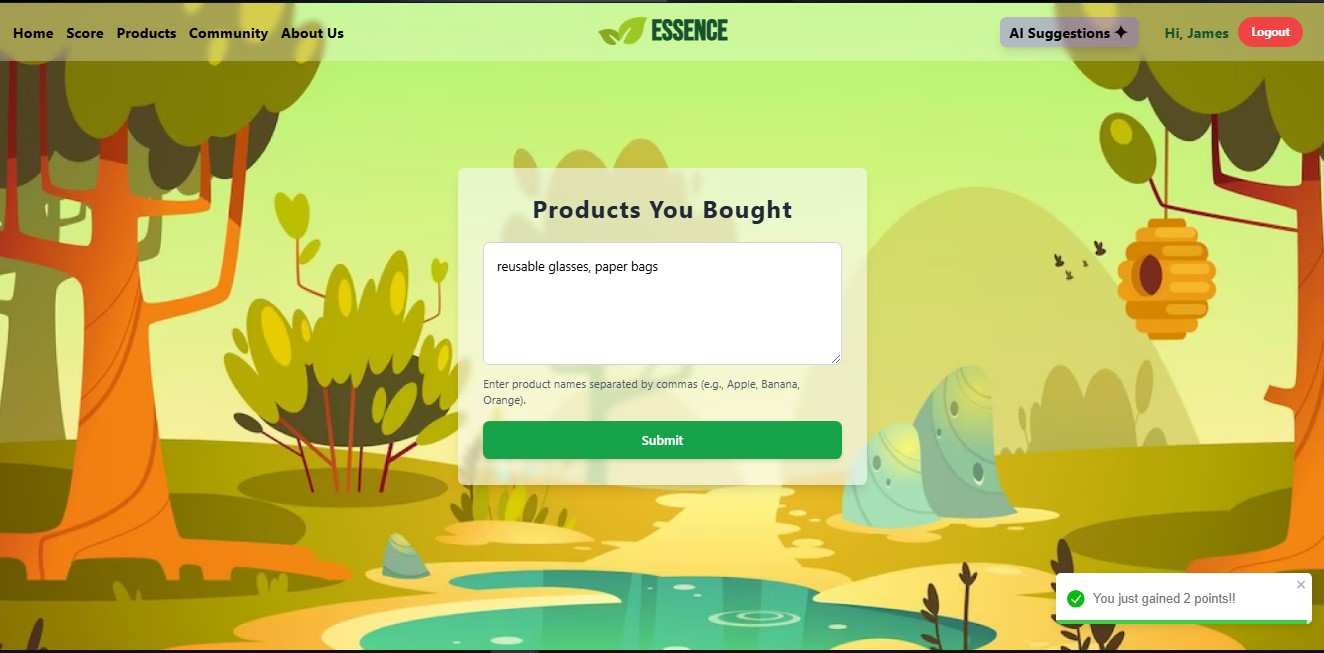 Home Score Products Community About Us ESSENCE AI Suggestions ✦ Hi, James Logout
Products You Bought
reusable glasses, paper bags
Enter product names separated by commas (e.g., Apple, Banana,
Orange).
Submit
You just gained 2 points!!